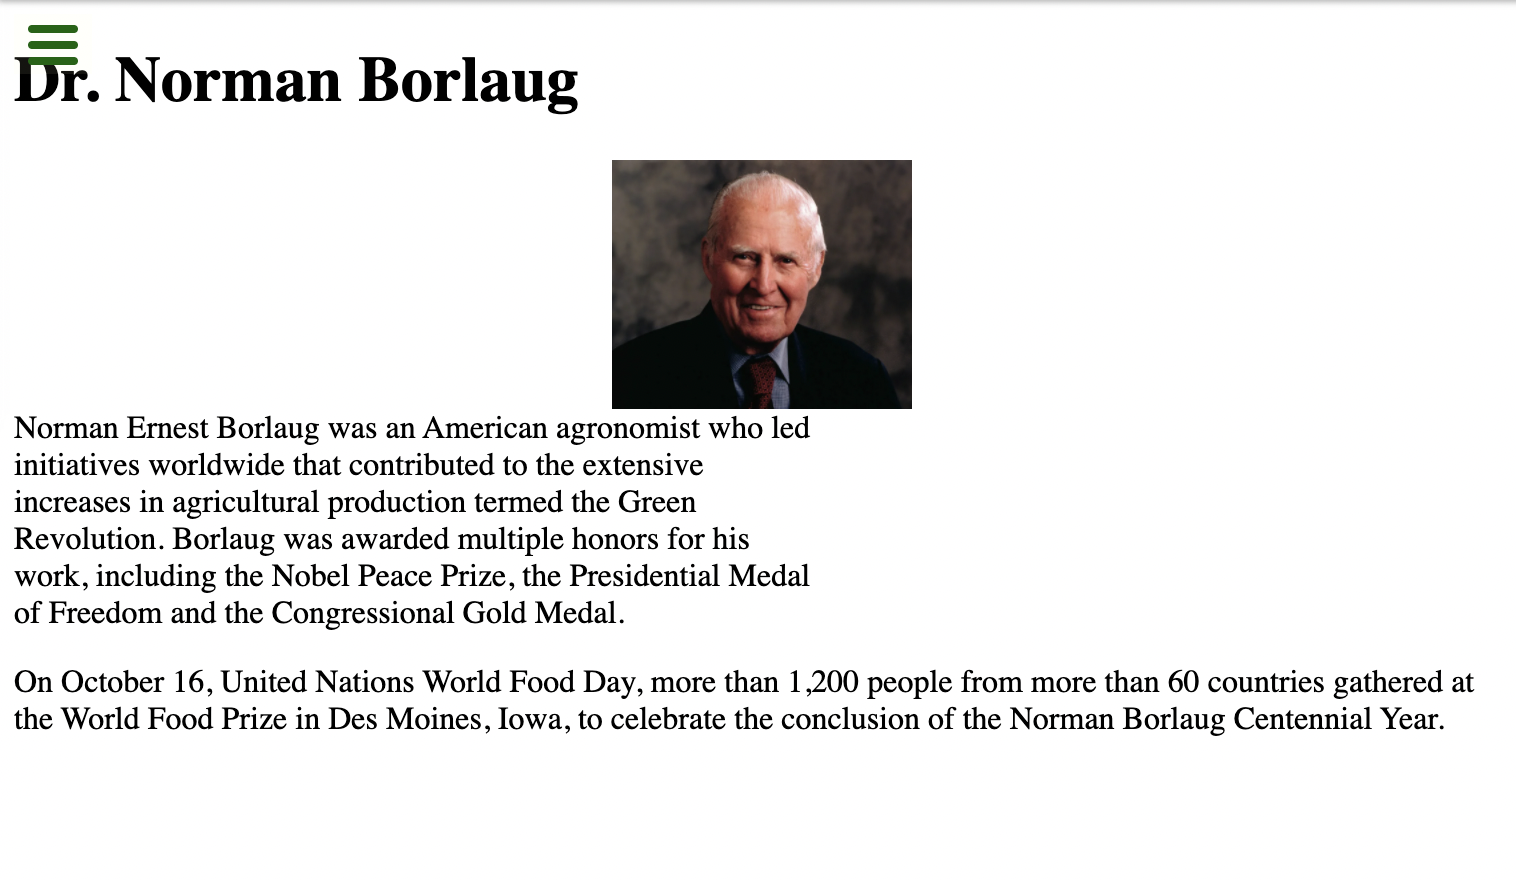 Dr. Norman Borlaug
Norman Ernest Borlaug was an American agronomist who led
initiatives worldwide that contributed to the extensive
increases in agricultural production termed the Green
Revolution. Borlaug was awarded multiple honors for his
work, including the Nobel Peace Prize, the Presidential Medal
of Freedom and the Congressional Gold Medal.
On October 16, United Nations World Food Day, more than 1,200 people from more than 60 countries gathered at
the World Food Prize in Des Moines, Iowa, to celebrate the conclusion of the Norman Borlaug Centennial Year.